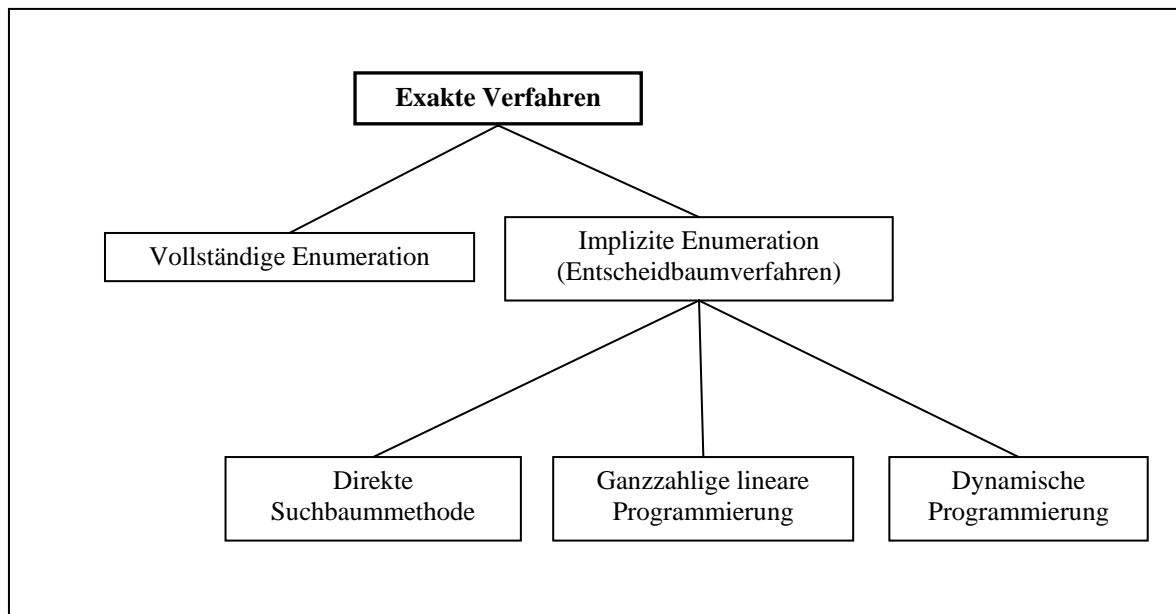 Exakte Verfahren
Vollständige Enumeration
Implizite Enumeration
(Entscheidbaumverfahren)
Direkte
Suchbaummethode
Ganzzahlige lineare
Programmierung
Dynamische
Programmierung